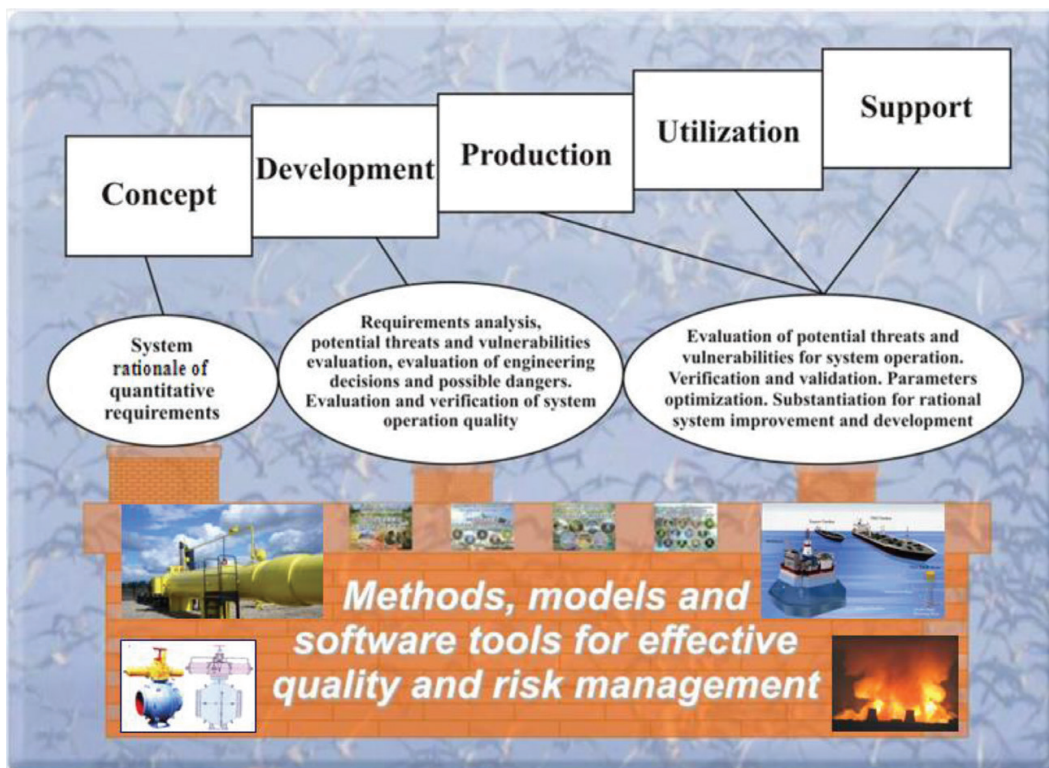 Concept
Development
Production
Utilization
Support
System
rationale of
quantitative
requirements
Requirements analysis,
potential threats and vulnerabilities
evaluation, evaluation of engineering
decisions and possible dangers.
Evaluation and verification of system
operation quality
Evaluation of potential threats and
vulnerabilities for system operation.
Verification and validation. Parameters
optimization. Substantiation for rational
system improvement and development
Methods, models and
software tools for effective
quality and risk management